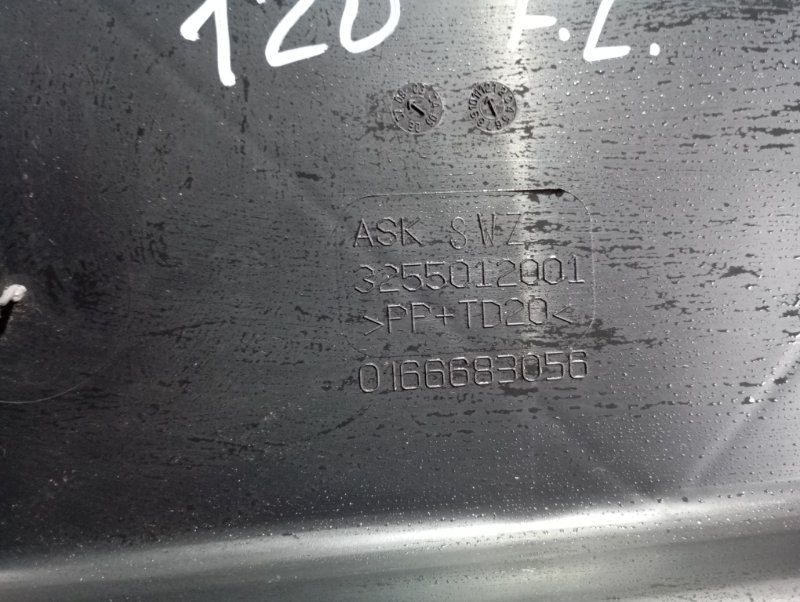 120 F.L.
ASK SWZ
3255012001
>PP+TD20<
0166683056